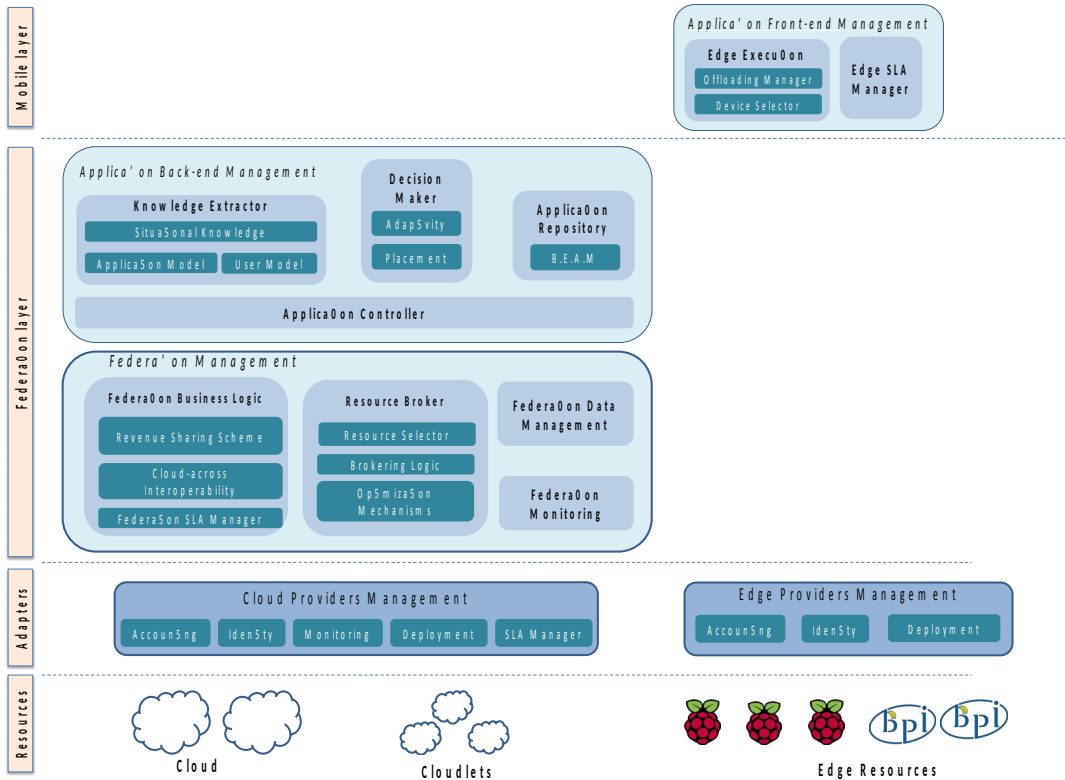 Mobile layer
Applica' on Front-end Management
Edge Execu0on
Offloading Manager
Device Selector
Edge SLA
Manager
Federa0on layer
Applica' on Back-end Management
Knowledge Extractor
Situa5onal Knowledge
Applica5on Model
User Model
Decision
Maker
Adap5vity
Placement
Applica0on
Repository
B.E.A.M
Applica0on Controller
Federa' on Management
Federa0on Business Logic
Revenue Sharing Scheme
Cloud-across
Interoperability
Federa5on SLA Manager
Resource Broker
Resource Selector
Brokering Logic
Op5miza5on
Mechanisms
Federa0on Data
Management
Federa0on
Monitoring
Adapters
Cloud Providers Management
Accoun5ng
Iden5ty
Monitoring
Deployment
SLA Manager
Edge Providers Management
Accoun5ng
Iden5ty
Deployment
Resources
Cloud
Cloudlets
bpi
bpi
Edge Resources